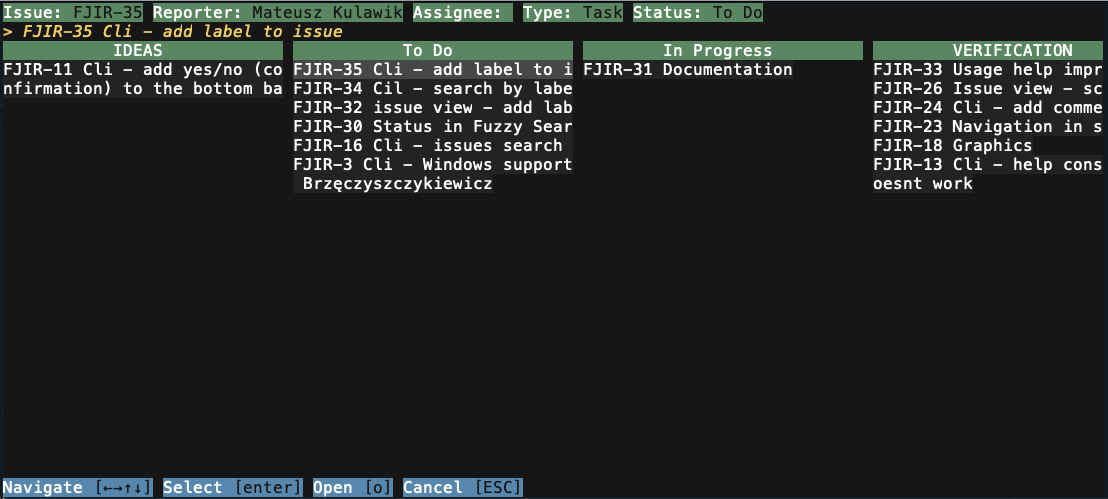 Issue: FJIR-35 Reporter: Mateusz Kulawik Assignee: Type: Task Status: To Do
> FJIR-35 Cli - add label to issue
IDEAS
FJIR-11 Cli - add yes/no (co
nfirmation) to the bottom ba
To Do
FJIR-35 Cli - add label to i
FJIR-34 Cil - search by labe
FJIR-32 issue view - add lab
FJIR-30 Status in Fuzzy Sear
FJIR-16 Cli - issues search
FJIR-3 Cli - Windows support
Brzęczyszczykiewicz
In Progress
FJIR-31 Documentation
VERIFICATION
FJIR-33 Usage help impr
FJIR-26 Issue view - sc
FJIR-24 Cli - add comme
FJIR-23 Navigation in s
FJIR-18 Graphics
FJIR-13 Cli - help cons
oesnt work
Navigate [←→↑↓] Select [enter] Open [o] Cancel [ESC]